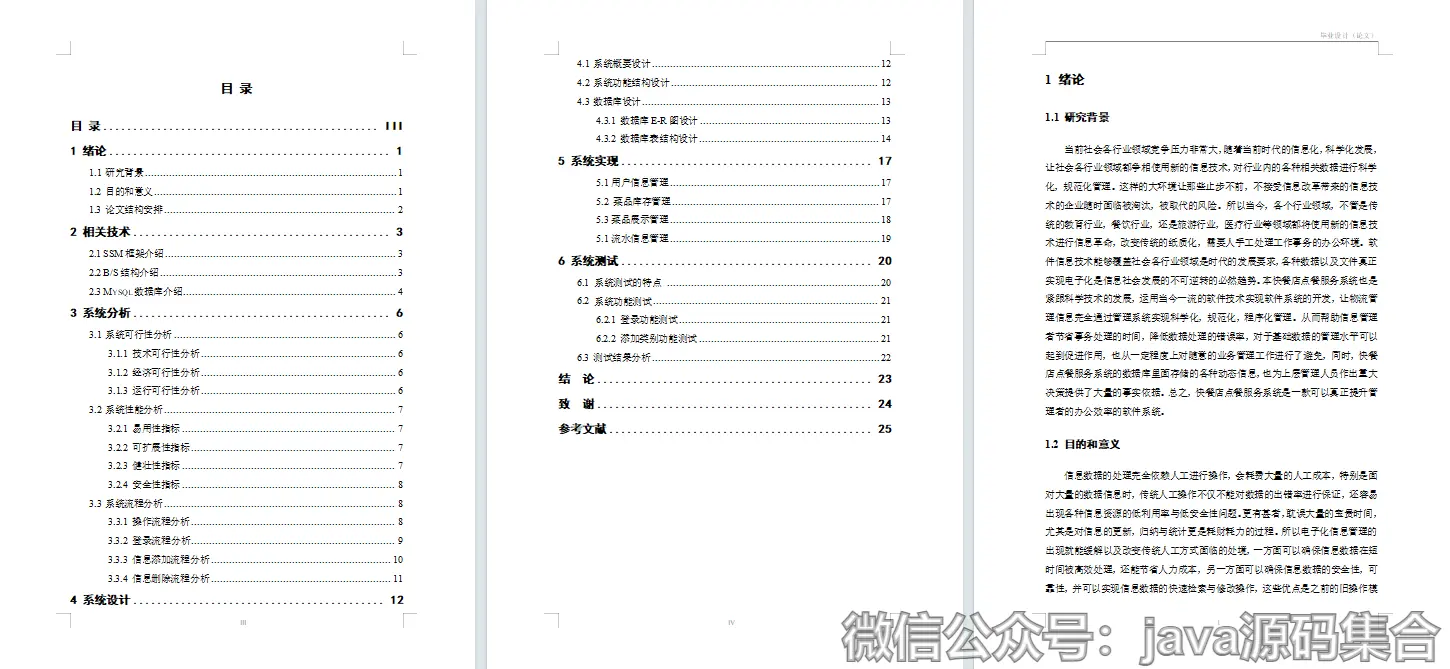 目 录
目 录 III
1 绪论 1
1.1 研究背景 1
1.2 目的和意义 1
1.3 论文结构安排 2
2 相关技术 3
2.1 SSM 框架介绍 3
2.2 B/S 结构介绍 3
2.3 MYSQL 数据库介绍 4
3 系统分析 6
3.1 系统可行性分析 6
3.1.1 技术可行性分析 6
3.1.2 经济可行性分析 6
3.1.3 运行可行性分析 6
3.2 系统性能分析 7
3.2.1 易用性指标 7
3.2.2 可扩展性指标 7
3.2.3 健壮性指标 7
3.2.4 安全性指标 8
3.3 系统流程分析 8
3.3.1 操作流程分析 8
3.3.2 登录流程分析 9
3.3.3 信息添加流程分析 10
3.3.4 信息删除流程分析 11
4 系统设计 12
III
4.1 系统概要设计 12
4.2 系统功能结构设计 12
4.3 数据库设计 13
4.3.1 数据库 E-R 图设计 13
4.3.2 数据库表结构设计 14
5 系统实现 17
5.1 用户信息管理 17
5.2 菜品库存管理 17
5.3 菜品展示管理 18
5.1 流水信息管理 19
6 系统测试 20
6.1 系统测试的特点 20
6.2 系统功能测试 21
6.2.1 登录功能测试 21
6.2.2 添加类别功能测试 21
6.3 测试结果分析 22
结 论 23
致 谢 24
参考文献 25
IV
毕业设计（论文）
1 绪论
1.1 研究背景
当前社会各行业领域竞争压力非常大，随着当前时代的信息化，科学化发展，
让社会各行业领域都争相使用新的信息技术，对行业内的各种相关数据进行科学
化，规范化管理。这样的大环境让那些止步不前，不接受信息改革带来的信息技
术的企业随时面临被淘汰，被取代的风险。所以当今，各个行业领域，不管是传
统的教育行业，餐饮行业，还是旅游行业，医疗行业等领域都将使用新的信息技
术进行信息革命，改变传统的纸质化，需要人手工处理工作事务的办公环境。软
件信息技术能够覆盖社会各行业领域是时代的发展要求，各种数据以及文件真正
实现电子化是信息社会发展的不可逆转的必然趋势。本快餐店点餐服务系统也是
紧跟科学技术的发展，运用当今一流的软件技术实现软件系统的开发，让物流管
理信息完全通过管理系统实现科学化，规范化，程序化管理。从而帮助信息管理
者节省事务处理的时间，降低数据处理的错误率，对于基础数据的管理水平可以
起到促进作用，也从一定程度上对随意的业务管理工作进行了避免，同时，快餐
店点餐服务系统的数据库里面存储的各种动态信息，也为上层管理人员作出重大
决策提供了大量的事实依据。总之，快餐店点餐服务系统是一款可以真正提升管
理者的办公效率的软件系统。
1.2 目的和意义
信息数据的处理完全依赖人工进行操作，会耗费大量的人工成本，特别是面
对大量的数据信息时，传统人工操作不仅不能对数据的出错率进行保证，还容易
出现各种信息资源的低利用率与低安全性问题。更有甚者，耽误大量的宝贵时间，
尤其是对信息的更新，归纳与统计更是耗财耗力的过程。所以电子化信息管理的
出现就能缓解以及改变传统人工方式面临的处境，一方面可以确保信息数据在短
时间被高效处理，还能节省人力成本，另一方面可以确保信息数据的安全性，可
靠性，并可以实现信息数据的快速检索与修改操作，这些优点是之前的旧操作模
微信公众号：java源码集合